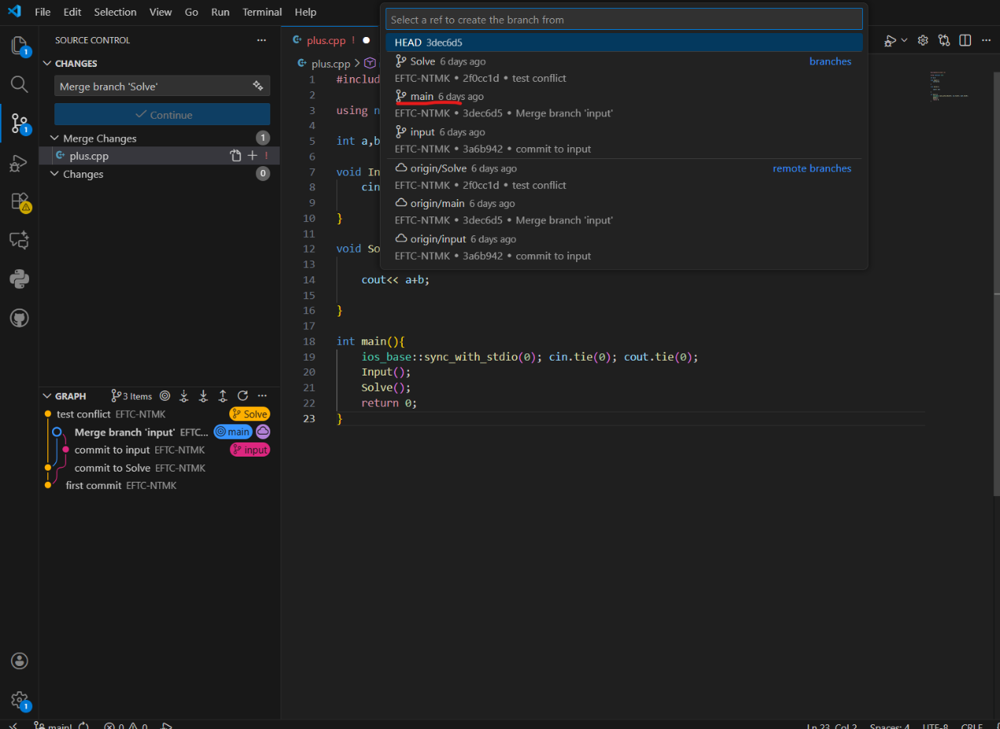 File Edit Selection View Go Run Terminal Help
Select a ref to create the branch from
HEAD 3dec6d5
Solve 6 days ago branches
EFTC-NTMK • 2f0cc1d • test conflict
main 6 days ago
EFTC-NTMK • 3dec6d5 • Merge branch 'input'
input 6 days ago
EFTC-NTMK • 3a6b942 • commit to input
origin/Solve 6 days ago remote branches
EFTC-NTMK • 2f0cc1d • test conflict
origin/main 6 days ago
EFTC-NTMK • 3dec6d5 • Merge branch 'input'
origin/input 6 days ago
EFTC-NTMK • 3a6b942 • commit to input
1
1
SOURCE CONTROL
CHANGES
Merge branch 'Solve'
Continue
Merge Changes 1
plus.cpp !
Changes 0
GRAPH 3 Items
test conflict EFTC-NTMK Solve
Merge branch 'input' EFTC... main
commit to input EFTC-NTMK input
commit to Solve EFTC-NTMK
first commit EFTC-NTMK
1
plus.cpp !
plus.cpp >
1 #includ
2
3 using n
4
5 int a,b
6
7 void In
8 cin
9
10 }
11
12 void So
13
14 cout<< a+b;
15
16 }
17
18 int main(){
19 ios_base::sync_with_stdio(0); cin.tie(0); cout.tie(0);
20 Input();
21 Solve();
22 return 0;
23 }
main! 0 0
Ln 23, Col 2 Spaces: 4 UTF-8 CRLF